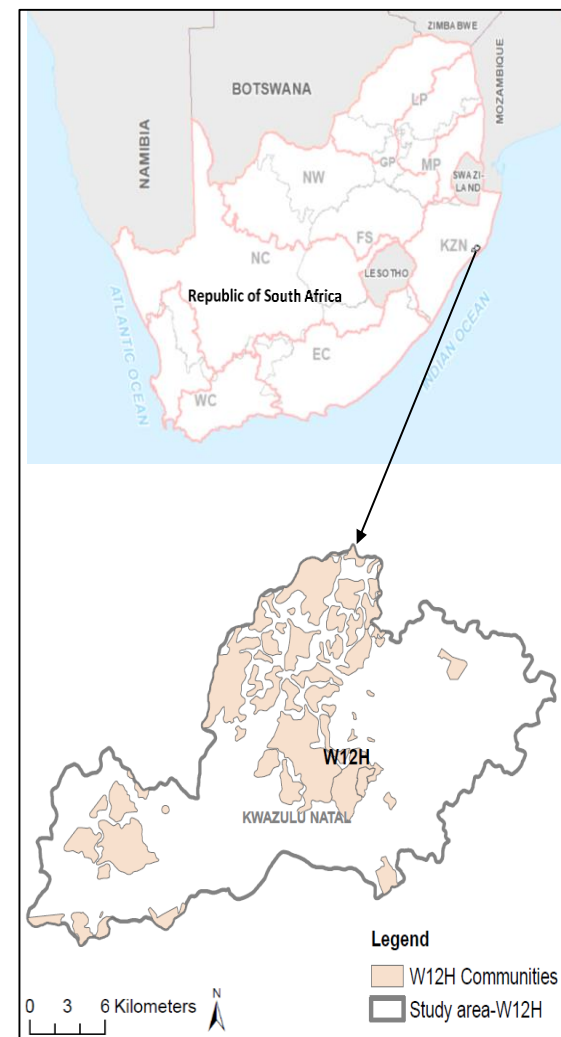 ZIMBABWE
BOTSWANA
MOZAMBIQUE
NAMIBIA
LP
NW
GP
MP
SWAZI-
LAND
FS
KZN
NC
LESOTHO
Republic of South Africa
ATLANTIC OCEAN
INDIAN OCEAN
EC
WC
W12H
KWAZULU NATAL
Legend
W12H Communities
Study area-W12H
0 3 6 Kilometers
N